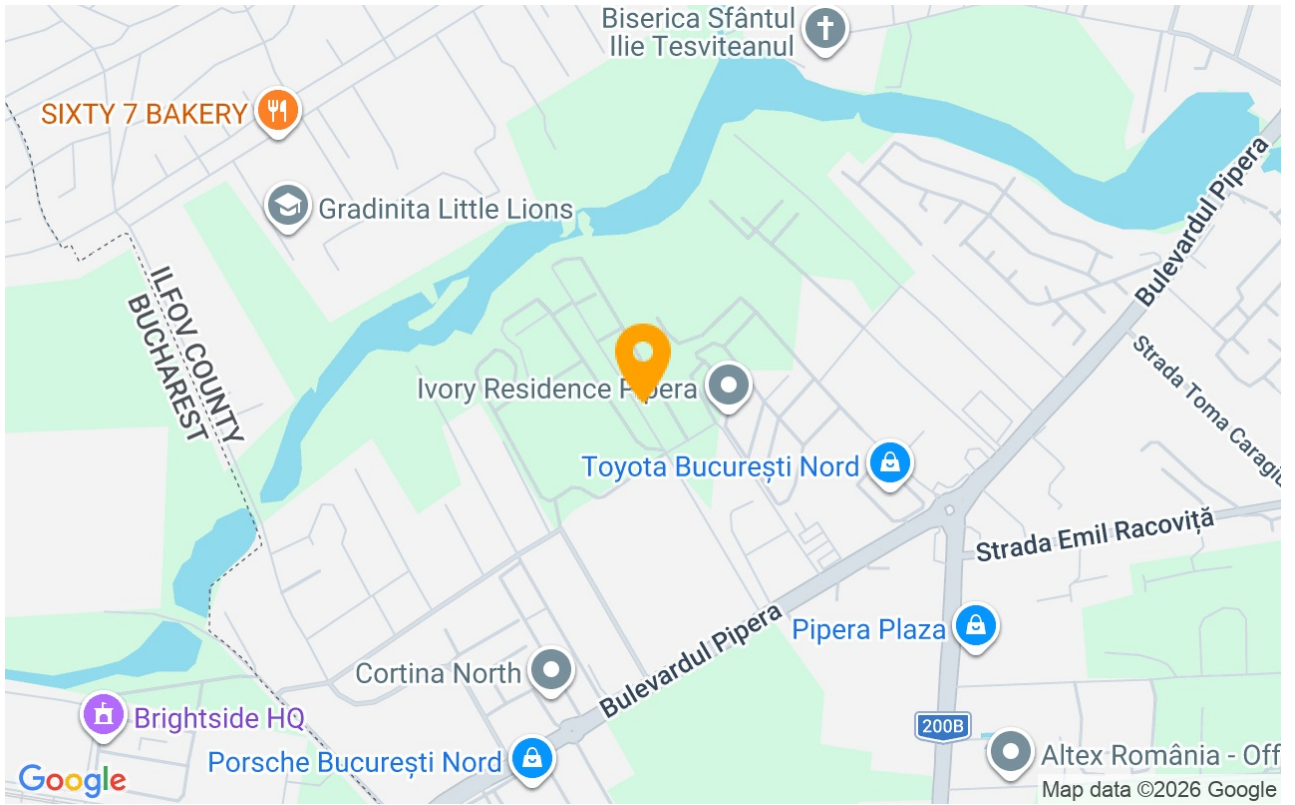 Biserica Sfântul
Ilie Tesviteanul
SIXTY 7 BAKERY
Bulevardul Pipera
Gradinita Little Lions
ILFOV COUNTY
BUCHAREST
Strada Toma Caragiu
Ivory Residence Pipera
Toyota București Nord
Strada Emil Racoviță
Bulevardul Pipera
Pipera Plaza
Cortina North
Brightside HQ
200B
Porsche București Nord
Altex România - Off
Google
Map data ©2026 Google